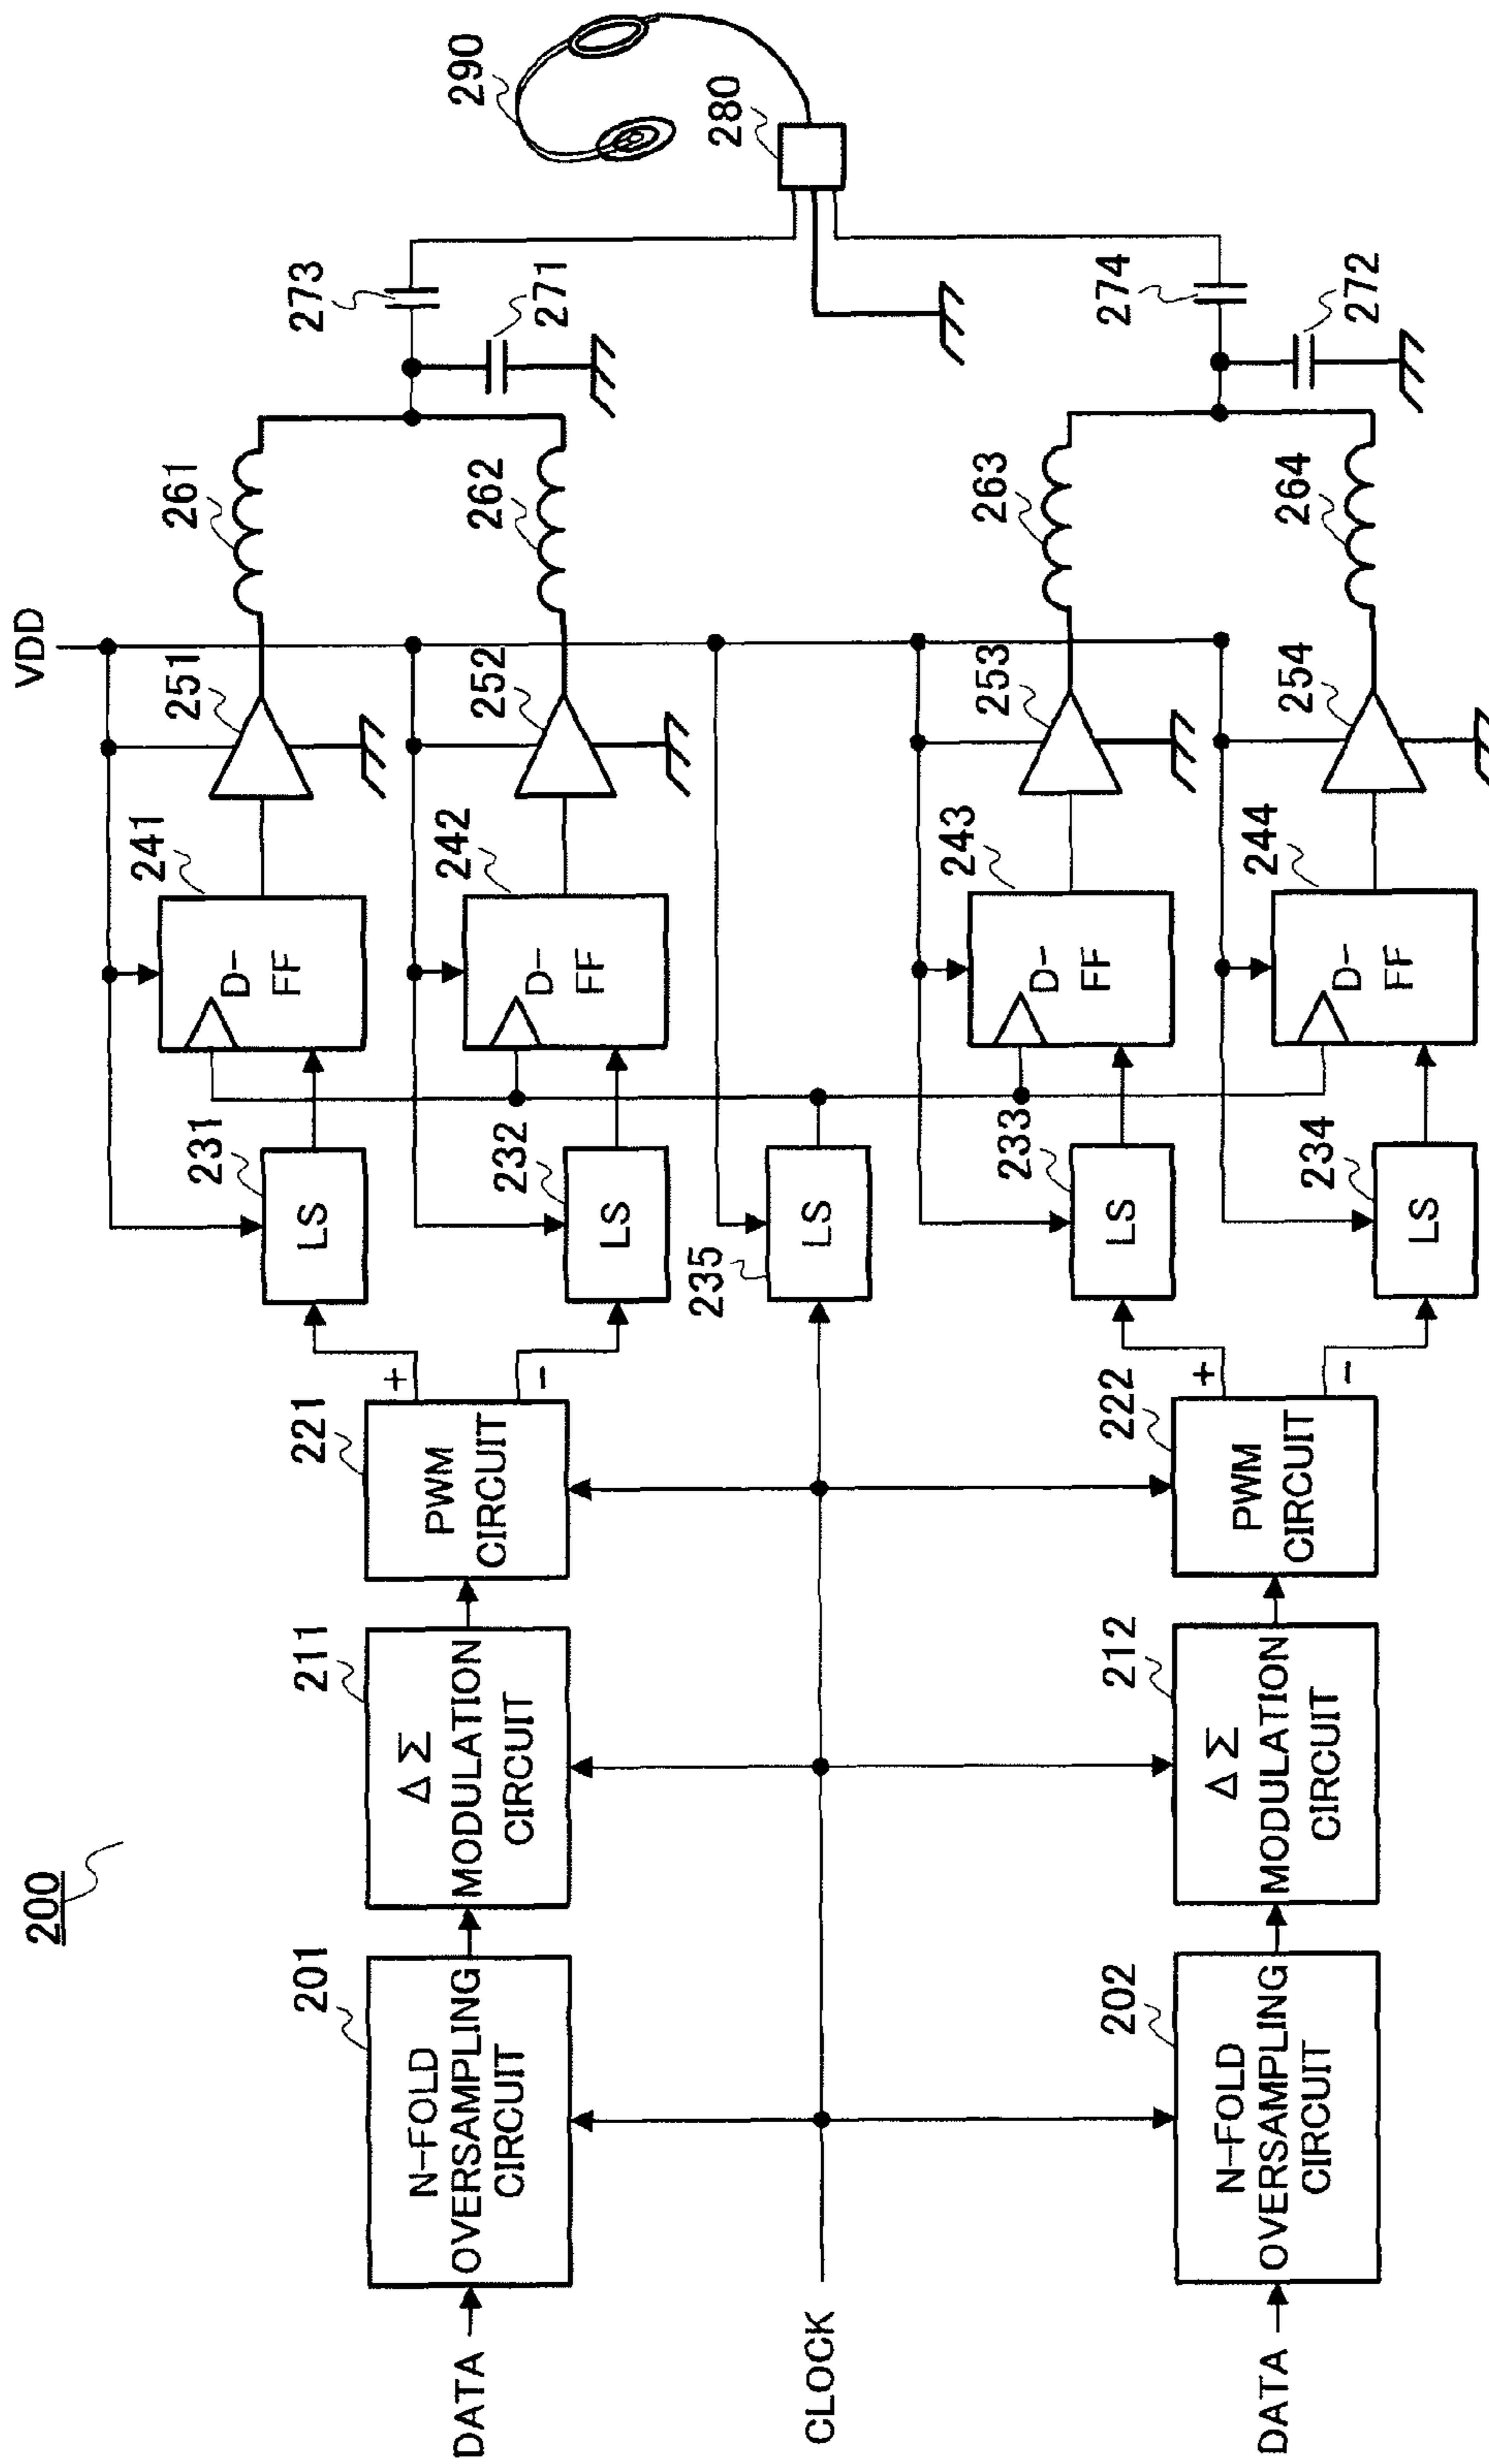 200
VDD
DATA
N-FOLD
OVERSAMPLING
CIRCUIT
201
ΔΣ
MODULATION
CIRCUIT
211
PWM
CIRCUIT
221
+
−
LS
231
LS
232
D-
FF
241
D-
FF
242
251
252
261
262
271
273
CLOCK
LS
235
280
290
DATA
N-FOLD
OVERSAMPLING
CIRCUIT
202
ΔΣ
MODULATION
CIRCUIT
212
PWM
CIRCUIT
222
+
−
LS
233
LS
234
D-
FF
243
D-
FF
244
253
254
263
264
272
274